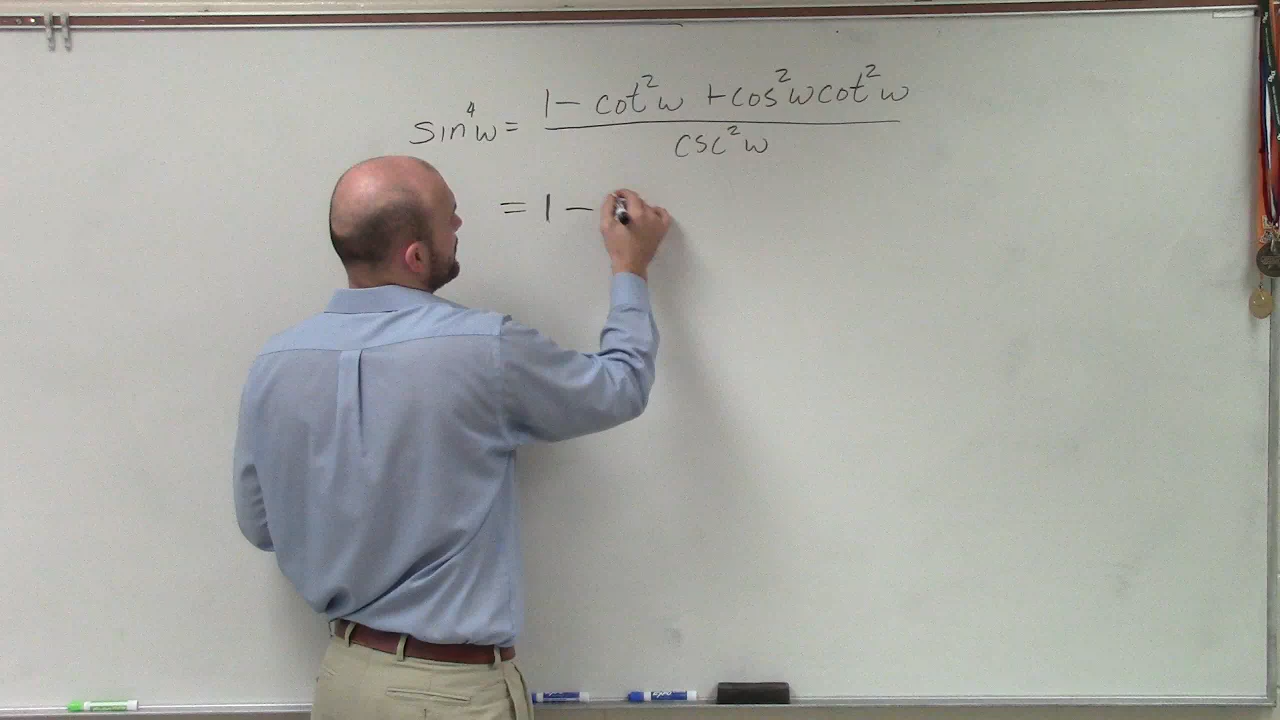 sin⁴w = (1 - cot²w + cos²w cot²w) / csc²w
= 1 -